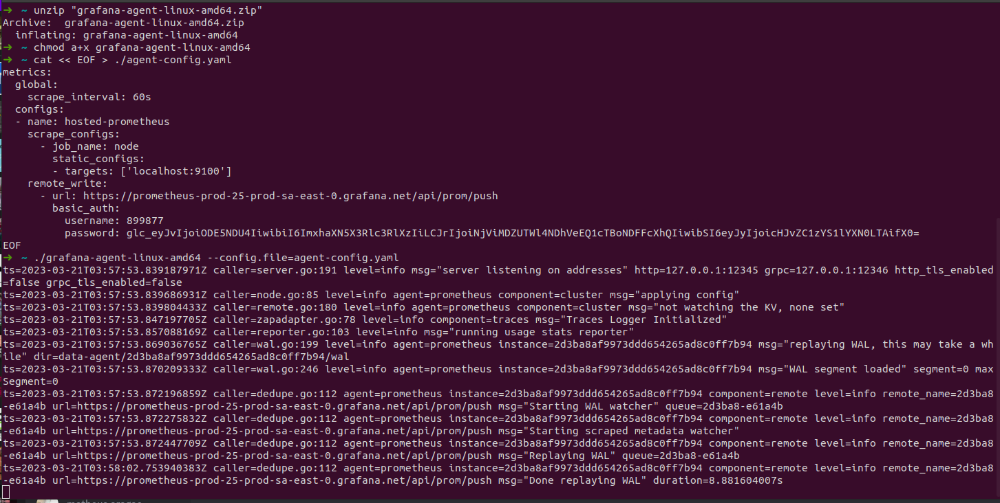 ➜ ~ unzip "grafana-agent-linux-amd64.zip"
Archive:  grafana-agent-linux-amd64.zip
  inflating: grafana-agent-linux-amd64
➜ ~ chmod a+x grafana-agent-linux-amd64
➜ ~ cat << EOF > ./agent-config.yaml
metrics:
  global:
    scrape_interval: 60s
  configs:
  - name: hosted-prometheus
    scrape_configs:
      - job_name: node
        static_configs:
        - targets: ['localhost:9100']
    remote_write:
      - url: https://prometheus-prod-25-prod-sa-east-0.grafana.net/api/prom/push
        basic_auth:
          username: 899877
          password: glc_eyJvIjoiODE5NDU4IiwibiI6ImxhaXN5X3Rlc3RlXzIiLCJrIjoiNjViMDZUTWl4NDhVeEQ1cTBoNDFFcXhQIiwibSI6eyJyIjoicHJvZC1zYS1lYXN0LTAifX0=
EOF
➜ ~ ./grafana-agent-linux-amd64 --config.file=agent-config.yaml
ts=2023-03-21T03:57:53.839187971Z caller=server.go:191 level=info msg="server listening on addresses" http=127.0.0.1:12345 grpc=127.0.0.1:12346 http_tls_enabled
=false grpc_tls_enabled=false
ts=2023-03-21T03:57:53.839686931Z caller=node.go:85 level=info agent=prometheus component=cluster msg="applying config"
ts=2023-03-21T03:57:53.839804433Z caller=remote.go:180 level=info agent=prometheus component=cluster msg="not watching the KV, none set"
ts=2023-03-21T03:57:53.847197705Z caller=zapadapter.go:78 level=info component=traces msg="Traces Logger Initialized"
ts=2023-03-21T03:57:53.857088169Z caller=reporter.go:103 level=info msg="running usage stats reporter"
ts=2023-03-21T03:57:53.869036765Z caller=wal.go:199 level=info agent=prometheus instance=2d3ba8af9973ddd654265ad8c0ff7b94 msg="replaying WAL, this may take a wh
ile" dir=data-agent/2d3ba8af9973ddd654265ad8c0ff7b94/wal
ts=2023-03-21T03:57:53.870209333Z caller=wal.go:246 level=info agent=prometheus instance=2d3ba8af9973ddd654265ad8c0ff7b94 msg="WAL segment loaded" segment=0 max
Segment=0
ts=2023-03-21T03:57:53.872196859Z caller=dedupe.go:112 agent=prometheus instance=2d3ba8af9973ddd654265ad8c0ff7b94 component=remote level=info remote_name=2d3ba8
-e61a4b url=https://prometheus-prod-25-prod-sa-east-0.grafana.net/api/prom/push msg="Starting WAL watcher" queue=2d3ba8-e61a4b
ts=2023-03-21T03:57:53.872275832Z caller=dedupe.go:112 agent=prometheus instance=2d3ba8af9973ddd654265ad8c0ff7b94 component=remote level=info remote_name=2d3ba8
-e61a4b url=https://prometheus-prod-25-prod-sa-east-0.grafana.net/api/prom/push msg="Starting scraped metadata watcher"
ts=2023-03-21T03:57:53.872447709Z caller=dedupe.go:112 agent=prometheus instance=2d3ba8af9973ddd654265ad8c0ff7b94 component=remote level=info remote_name=2d3ba8
-e61a4b url=https://prometheus-prod-25-prod-sa-east-0.grafana.net/api/prom/push msg="Replaying WAL" queue=2d3ba8-e61a4b
ts=2023-03-21T03:58:02.753940383Z caller=dedupe.go:112 agent=prometheus instance=2d3ba8af9973ddd654265ad8c0ff7b94 component=remote level=info remote_name=2d3ba8
-e61a4b url=https://prometheus-prod-25-prod-sa-east-0.grafana.net/api/prom/push msg="Done replaying WAL" duration=8.881604007s